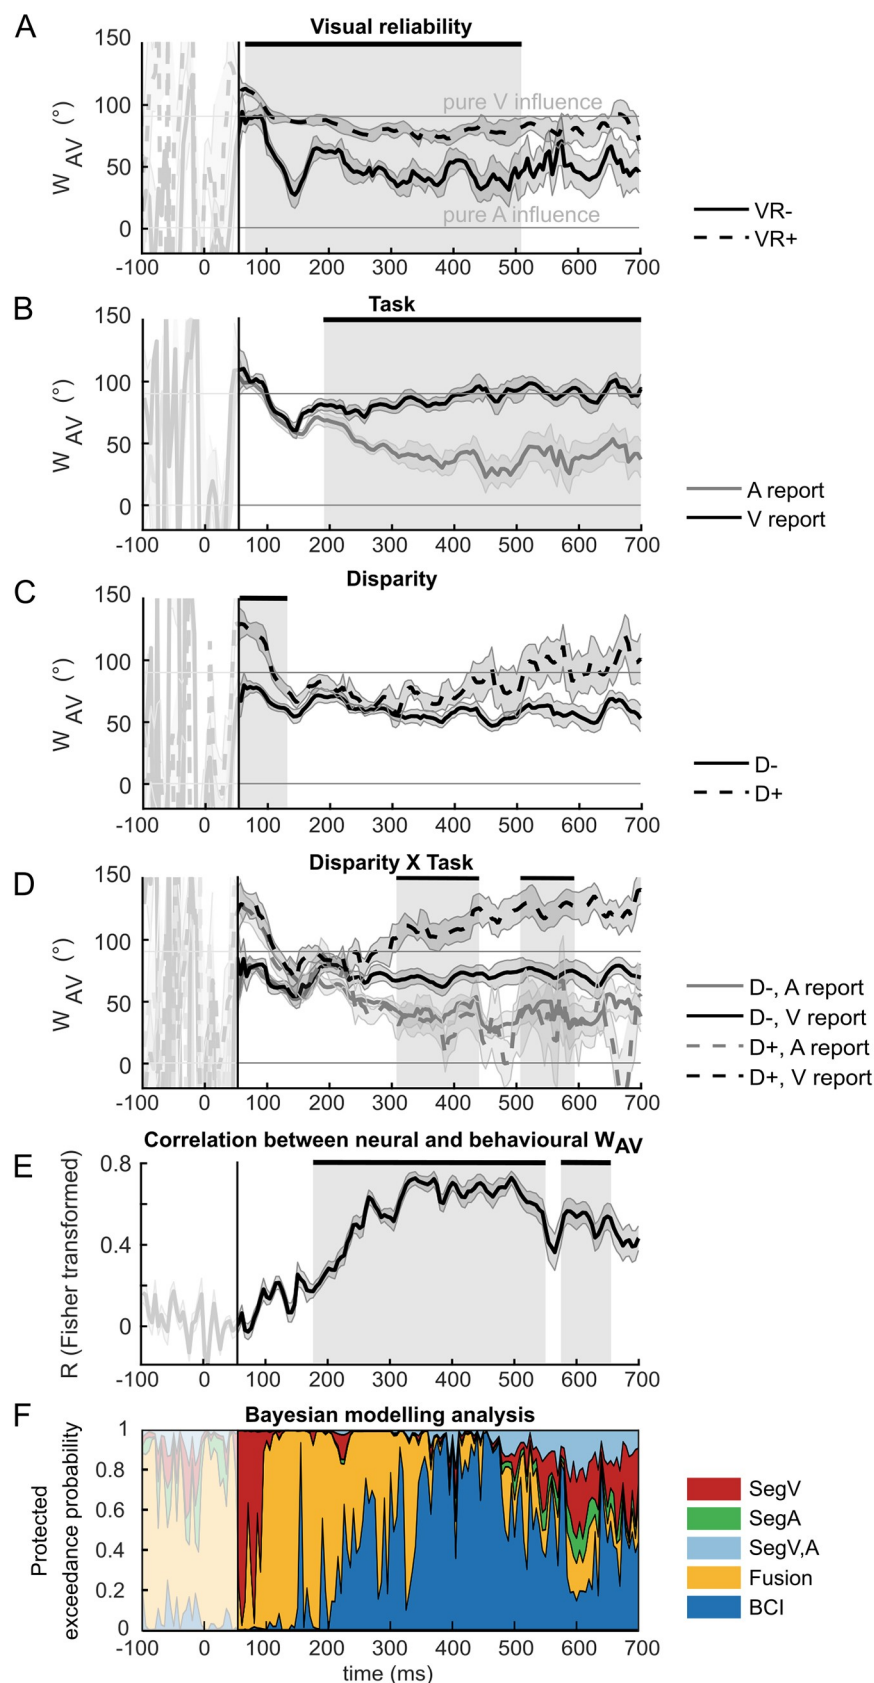 A
Visual reliability
150
100
50
0
W AV (°)
pure V influence
pure A influence
-100 0 100 200 300 400 500 600 700
VR-
VR+
B
Task
150
100
50
0
W AV (°)
-100 0 100 200 300 400 500 600 700
A report
V report
C
Disparity
150
100
50
0
W AV (°)
-100 0 100 200 300 400 500 600 700
D-
D+
D
Disparity X Task
150
100
50
0
W AV (°)
-100 0 100 200 300 400 500 600 700
D-, A report
D-, V report
D+, A report
D+, V report
E
Correlation between neural and behavioural WAV
0.8
0.4
0
R (Fisher transformed)
-100 0 100 200 300 400 500 600 700
F
Bayesian modelling analysis
1
0.8
0.6
0.4
0.2
0
Protected
exceedance probability
-100 0 100 200 300 400 500 600 700
time (ms)
SegV
SegA
SegV,A
Fusion
BCI